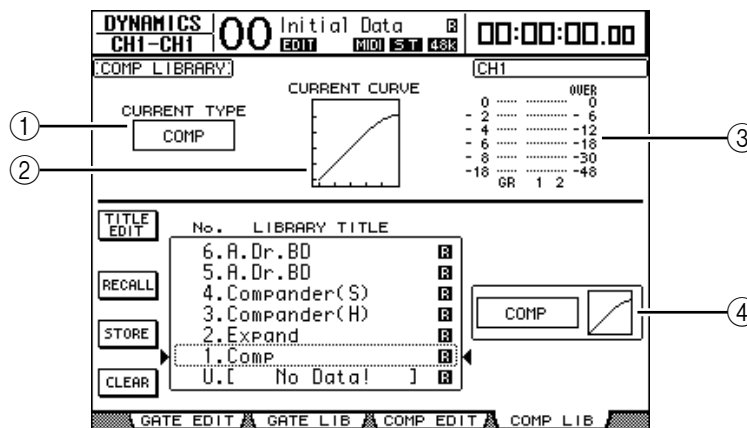 DYNAMICS
CH1-CH1
00 Initial Data R
EDIT MIDI ST 48K
00:00:00.00
COMP LIBRARY
CH1
CURRENT TYPE
COMP
CURRENT CURVE
OVER
0 0
-2 -6
-4 -12
-6 -18
-8 -30
-18 -48
GR 1 2
1
2
3
TITLE EDIT
RECALL
STORE
CLEAR
No. LIBRARY TITLE
6.A.Dr.BD R
5.A.Dr.BD R
4.Compander(S) R
3.Compander(H) R
2.Expand R
1.Comp R
U.[ No Data! ] R
COMP
4
GATE EDIT GATE LIB COMP EDIT COMP LIB